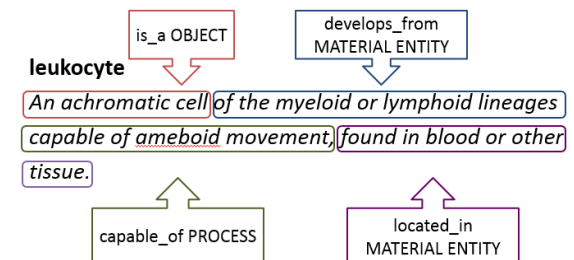 is_a OBJECT
develops_from
MATERIAL ENTITY
leukocyte
An achromatic cell of the myeloid or lymphoid lineages
capable of ameboid movement, found in blood or other
tissue.
capable_of PROCESS
located_in
MATERIAL ENTITY